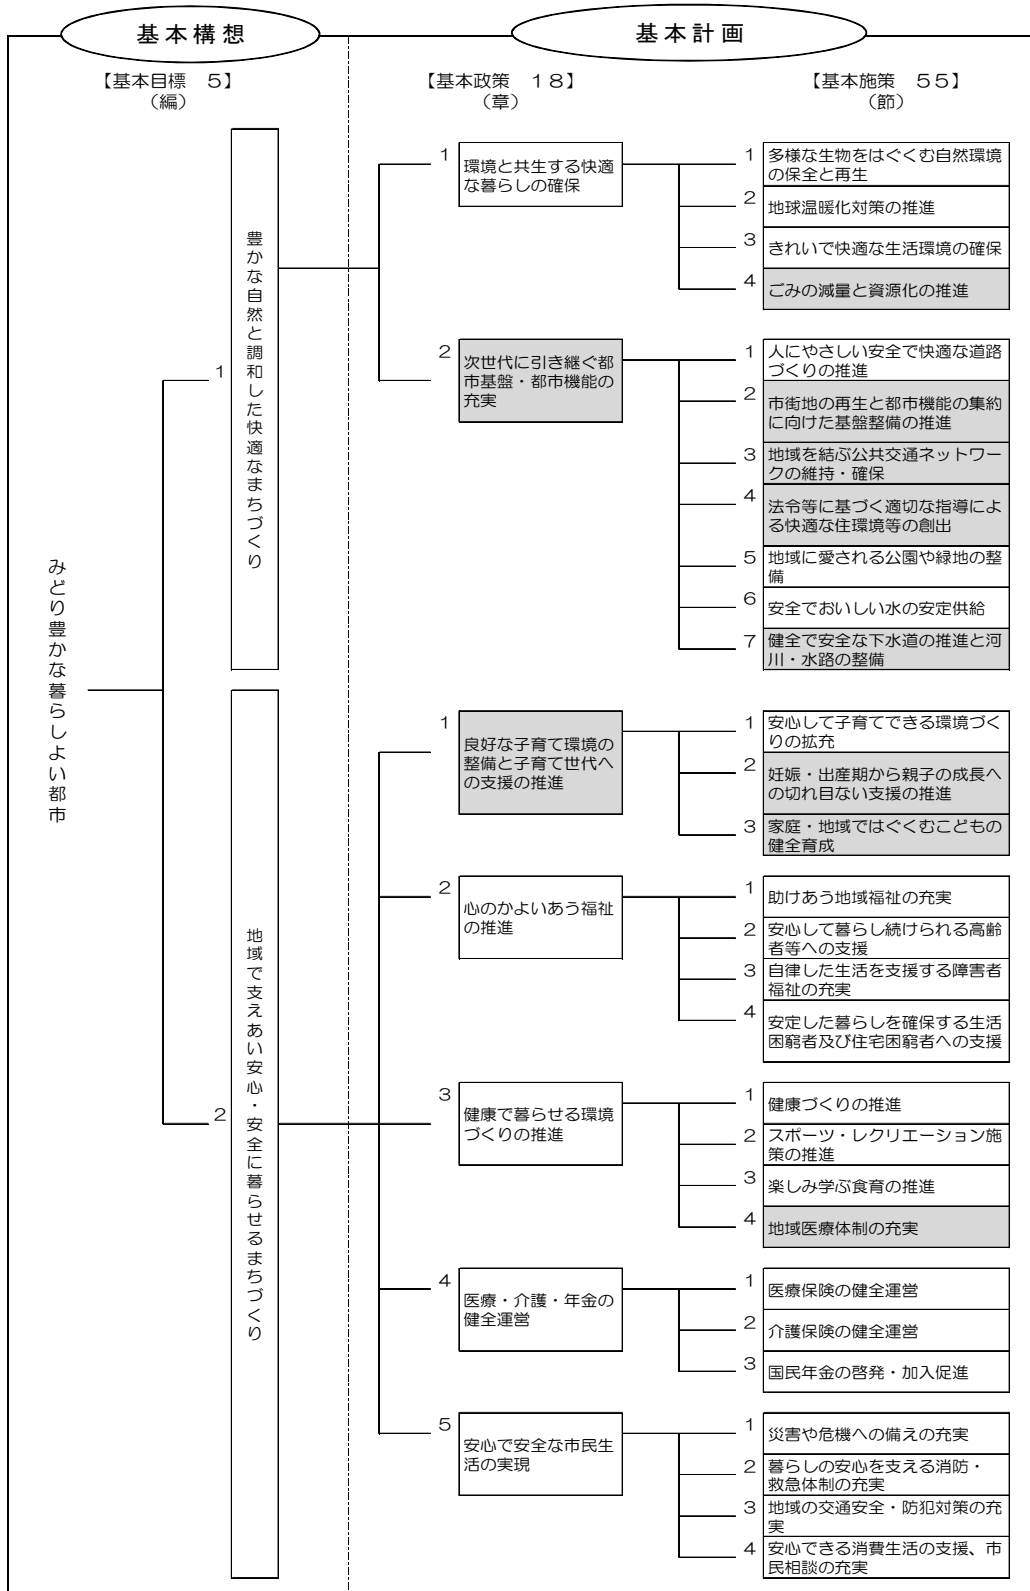 基本構想
基本計画
【基本目標 5】
（編）
【基本政策 18】
（章）
【基本施策 55】
（節）
みどり豊かな暮らしよい都市
1
豊かな自然と調和した快適なまちづくり
1
環境と共生する快適
な暮らしの確保
1
多様な生物をはぐくむ自然環境
の保全と再生
2
地球温暖化対策の推進
3
きれいで快適な生活環境の確保
4
ごみの減量と資源化の推進
2
次世代に引き継ぐ都
市基盤・都市機能の
充実
1
人にやさしい安全で快適な道路
づくりの推進
2
市街地の再生と都市機能の集約
に向けた基盤整備の推進
3
地域を結ぶ公共交通ネットワー
クの維持・確保
4
法令等に基づく適切な指導によ
る快適な住環境等の創出
5
地域に愛される公園や緑地の整
備
6
安全でおいしい水の安定供給
7
健全で安全な下水道の推進と河
川・水路の整備
2
地域で支えあい安心・安全に暮らせるまちづくり
1
良好な子育て環境の
整備と子育て世代へ
の支援の推進
1
安心して子育てできる環境づく
りの拡充
2
妊娠・出産期から親子の成長へ
の切れ目ない支援の推進
3
家庭・地域ではぐくむこどもの
健全育成
2
心のかよいあう福祉
の推進
1
助けあう地域福祉の充実
2
安心して暮らし続けられる高齢
者等への支援
3
自律した生活を支援する障害者
福祉の充実
4
安定した暮らしを確保する生活
困窮者及び住宅困窮者への支援
3
健康で暮らせる環境
づくりの推進
1
健康づくりの推進
2
スポーツ・レクリエーション施
策の推進
3
楽しみ学ぶ食育の推進
4
地域医療体制の充実
4
医療・介護・年金の
健全運営
1
医療保険の健全運営
2
介護保険の健全運営
3
国民年金の啓発・加入促進
5
安心で安全な市民生
活の実現
1
災害や危機への備えの充実
2
暮らしの安心を支える消防・
救急体制の充実
3
地域の交通安全・防犯対策の充
実
4
安心できる消費生活の支援、市
民相談の充実